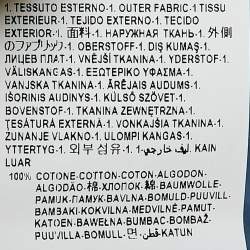 1. TESSUTO ESTERNO-1. OUTER FABRIC-1. TISSU
EXTERIEUR-1. TEJIDO EXTERNO-1. TECIDO
EXTERIOR-1. 面料-1. НАРУЖНАЯ ТКАНЬ-1. 外側
のファブリック-1. OBERSTOFF-1. DIŞ KUMAŞ-1.
ЛИЦЕВ ПЛАТ-1. VNĚJŠÍ TKANINA-1. YDERSTOF-1.
VÄLISKANGAS-1. ΕΞΩΤΕΡΙΚΟ ΥΦΑΣΜΑ-1.
VANJSKA TKANINA-1. ĀRĒJAIS AUDUMS-1.
IŠORINIS AUDINYS-1. KÜLSŐ SZÖVET-1.
BOVENSTOF-1. TKANINA ZEWNĘTRZNA-1.
ŢESĂTURĂ EXTERNĂ-1. VONKAJŠIA TKANINA-1.
ZUNANJE VLAKNO-1. ULOMPI KANGAS-1.
YTTERTYG-1. 외부 섬유-1. ليف خارجي-1. KAIN
LUAR
100% COTONE-COTTON-COTON-ALGODON-
ALGODÃO-棉-ХЛОПОК-綿-BAUMWOLLE-
PAMUK-ПАМУК-BAVLNA-BOMULD-PUUVILL-
ΒΑΜΒΑΚΙ-KOKVILNA-MEDVILNĖ-PAMUT-
KATOEN-BAWEŁNA-BUMBAC-BOMBAŽ-
PUUVILLA-BOMULL-면-قطن-KATUN